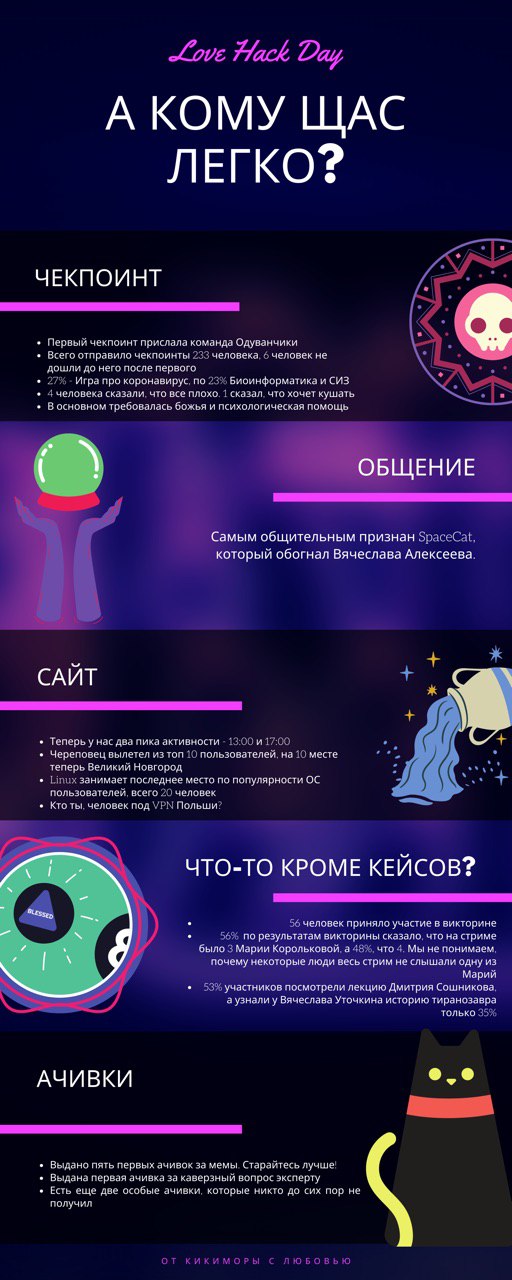 Love Hack Day
А КОМУ ЩАС
ЛЕГКО?
ЧЕКПОИНТ
Первый чекпоинт прислала команда Одуванчики
Всего отправило чекпоинты 233 человека, 6 человек не
дошли до него после первого
27% - Игра про коронавирус, по 23% Биоинформатика и СИЗ
4 человека сказали, что все плохо. 1 сказал, что хочет кушать
В основном требовалась божья и психологическая помощь
ОБЩЕНИЕ
Самым общительным признан SpaceCat,
который обогнал Вячеслава Алексеева.
САЙТ
Теперь у нас два пика активности - 13:00 и 17:00
Череповец вылетел из топ 10 пользователей, на 10 месте
теперь Великий Новгород
Linux занимает последнее место по популярности ОС
пользователей, всего 20 человек
Кто ты, человек под VPN Польши?
ЧТО-ТО КРОМЕ КЕЙСОВ?
BLESSED
8
56 человек приняло участие в викторине
56% по результатам викторины сказало, что на стриме
было 3 Марии Корольковой, а 48%, что 4. Мы не понимаем,
почему некоторые люди весь стрим не слышали одну из
Марий
53% участников посмотрели лекцию Дмитрия Сошникова,
а узнали у Вячеслава Уточкина историю тиранозавра
только 35%
АЧИВКИ
Выдано пять первых ачивок за мемы. Старайтесь лучше!
Выдана первая ачивка за каверзный вопрос эксперту
Есть еще две особые ачивки, которые никто до сих пор не
получил
ОТ КИКИМОРЫ С ЛЮБОВЬЮ